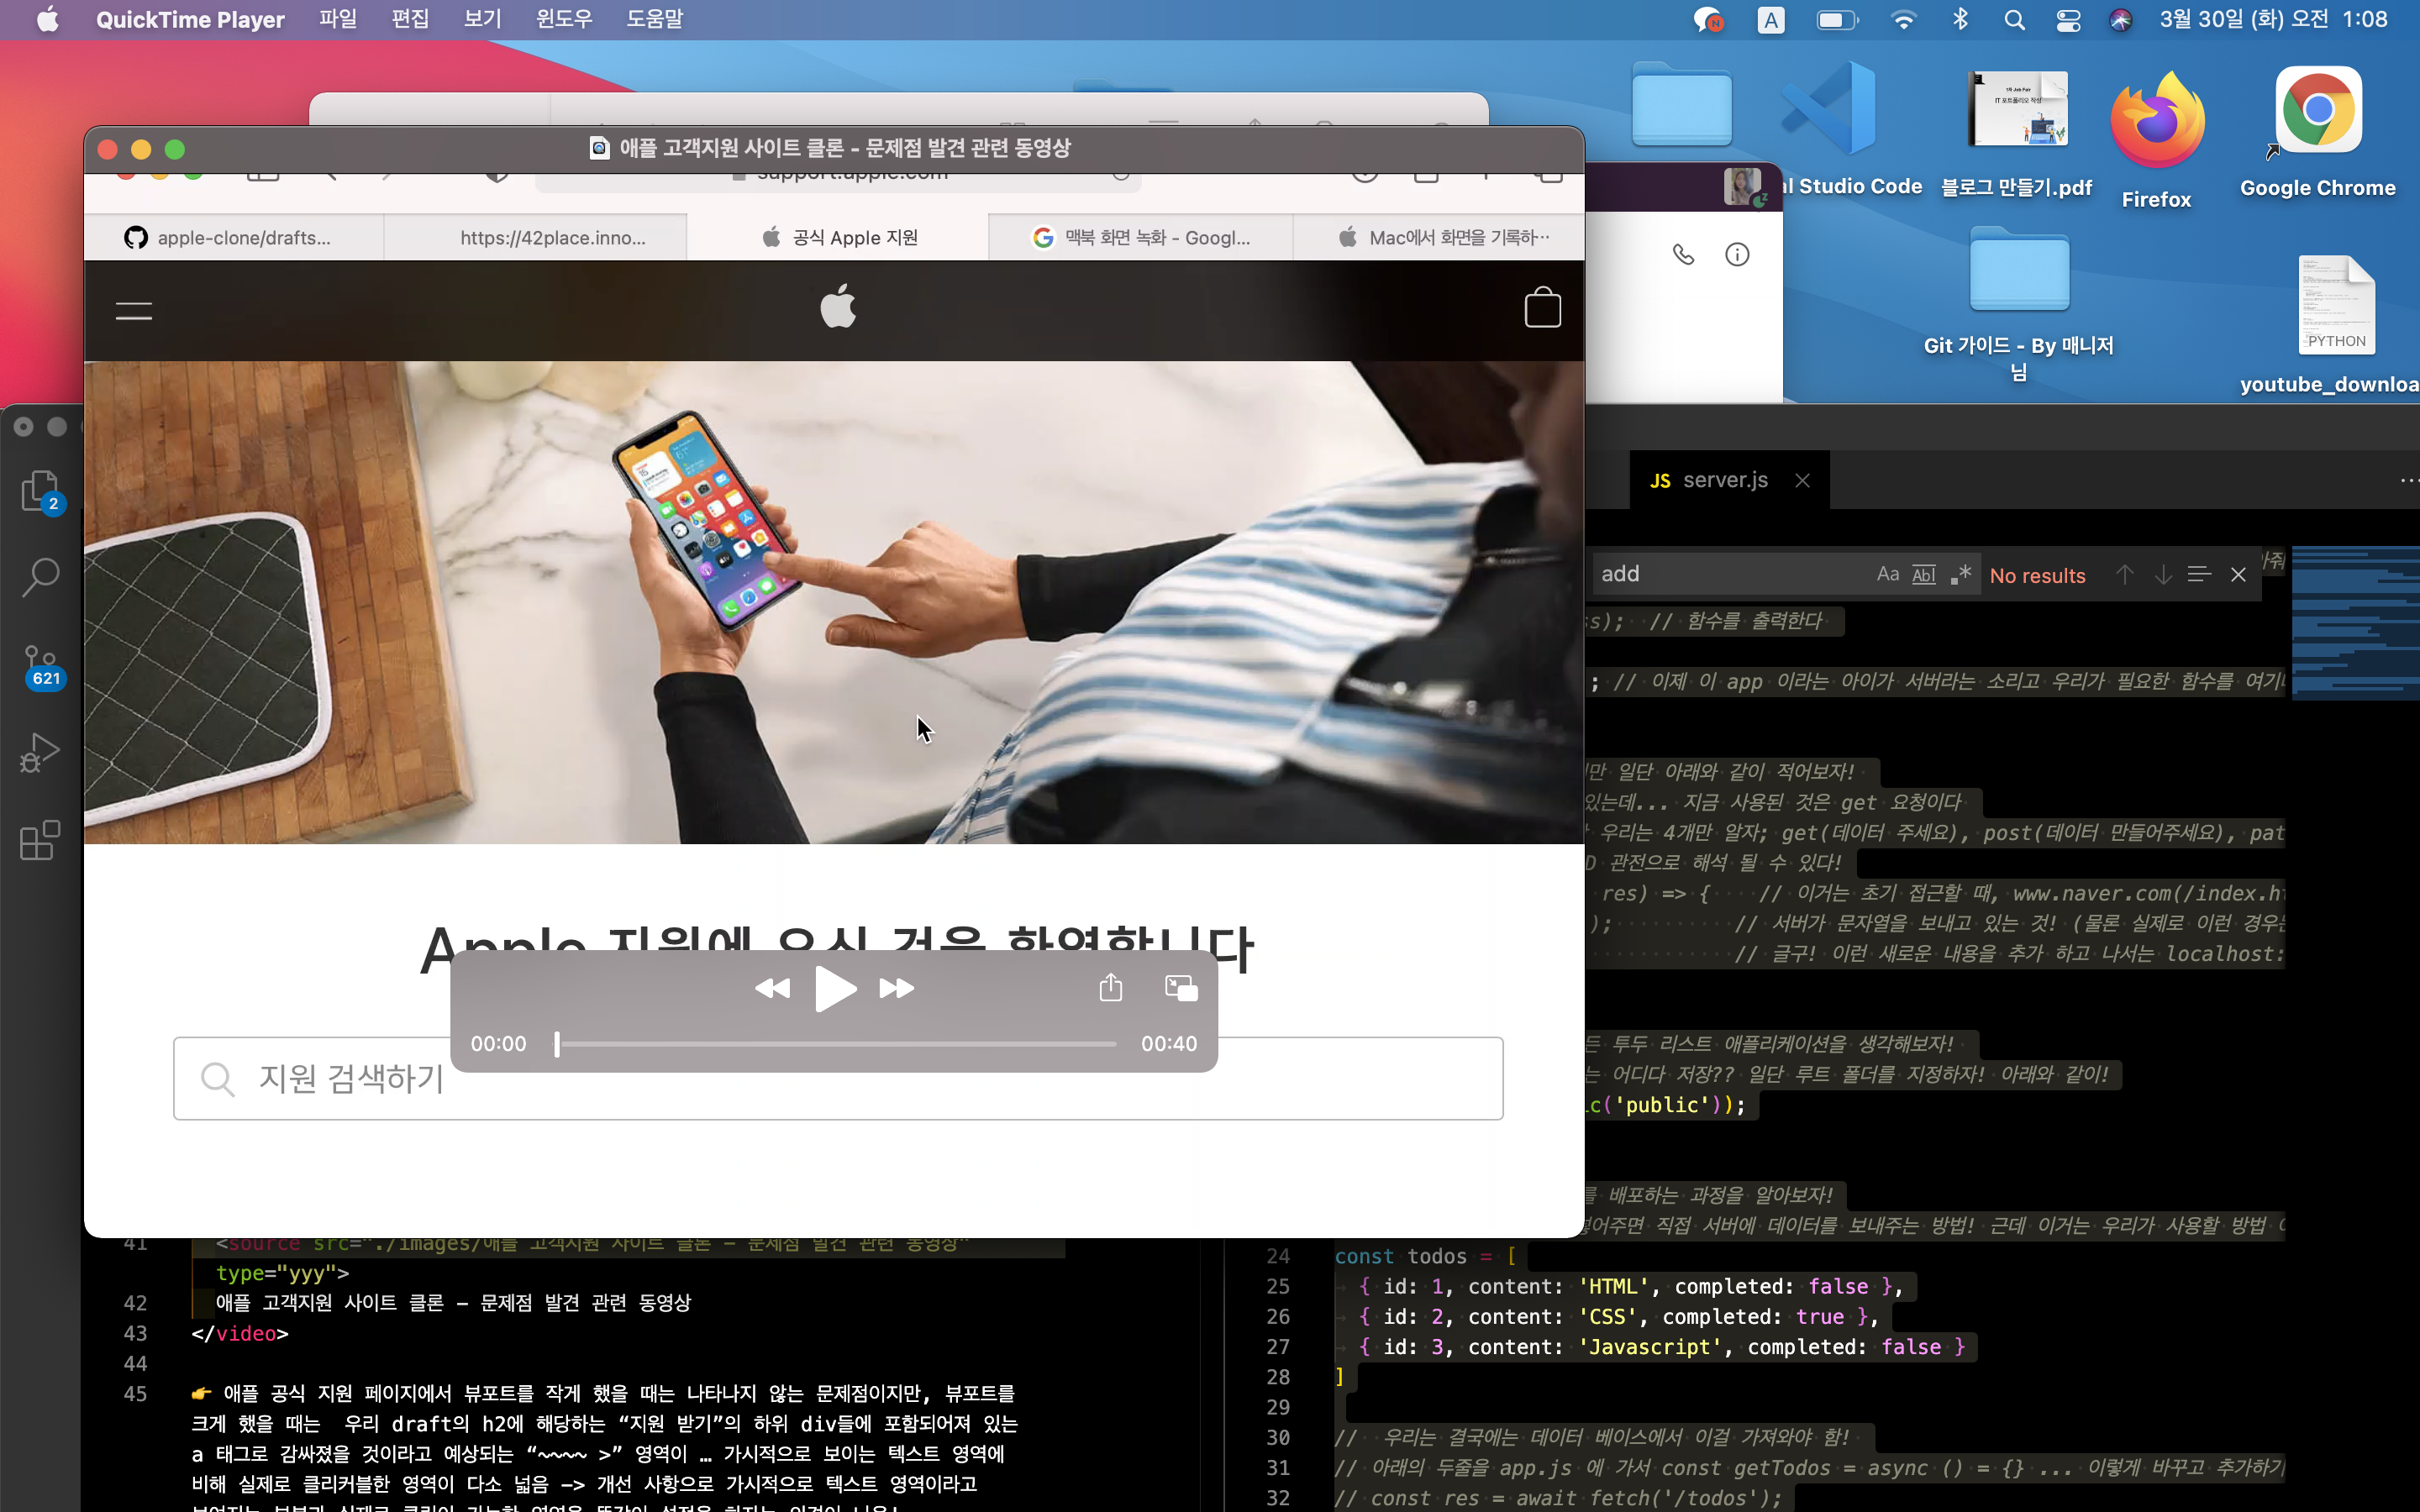 QuickTime Player 파일 편집 보기 윈도우 도움말
A 3월 30일 (화) 오전 1:08
애플 고객지원 사이트 클론 - 문제점 발견 관련 동영상
support.apple.com
apple-clone/drafts...
https://42place.inno...
공식 Apple 지원
맥북 화면 녹화 - Googl...
Mac에서 화면을 기록하…
al Studio Code
1차 Job Fair
IT 포트폴리오 작성
블로그 만들기.pdf
Firefox
Google Chrome
Git 가이드 - By 매니저
님
PYTHON
youtube_downloa
2
621
JS server.js
add Aa Abl .* No results
ss); // 함수를 출력한다
; // 이제 이 app 이라는 아이가 서버라는 소리고 우리가 필요한 함수를 여기
만 일단 아래와 같이 적어보자!
있는데... 지금 사용된 것은 get 요청이다
우리는 4개만 알자; get(데이터 주세요), post(데이터 만들어주세요), pat
D 관전으로 해석 될 수 있다!
res) => { // 이거는 초기 접근할 때, www.naver.com(/index.h
); // 서버가 문자열을 보내고 있는 것! (물론 실제로 이런 경우는
// 글구! 이런 새로운 내용을 추가 하고 나서는 localhost:
든 투두 리스트 애플리케이션을 생각해보자!
는 어디다 저장?? 일단 루트 폴더를 지정하자! 아래와 같이!
ic('public'));
를 배포하는 과정을 알아보자!
직접 서버에 데이터를 보내주는 방법! 근데 이거는 우리가 사용할 방법
Apple 지원에 오신 것을 환영합니다
00:00
00:40
지원 검색하기
41 <source src="./images/애플 고객지원 사이트 클론 - 문제점 발견 관련 동영상"
type="yyy">
42 애플 고객지원 사이트 클론 - 문제점 발견 관련 동영상
43 </video>
44
45 👉 애플 공식 지원 페이지에서 뷰포트를 작게 했을 때는 나타나지 않는 문제점이지만, 뷰포트를
크게 했을 때는 우리 draft의 h2에 해당하는 “지원 받기”의 하위 div들에 포함되어져 있는
a 태그로 감싸졌을 것이라고 예상되는 “~~~~ >” 영역이 … 가시적으로 보이는 텍스트 영역에
비해 실제로 클리커블한 영역이 다소 넓음 -> 개선 사항으로 가시적으로 텍스트 영역이라고
24 const todos = [
25 { id: 1, content: 'HTML', completed: false },
26 { id: 2, content: 'CSS', completed: true },
27 { id: 3, content: 'Javascript', completed: false }
28 ]
29
30 // 우리는 결국에는 데이터 베이스에서 이걸 가져와야 함!
31 // 아래의 두줄을 app.js 에 가서 const getTodos = async () = {} ... 이렇게 바꾸고 추가하기
32 // const res = await fetch('/todos');